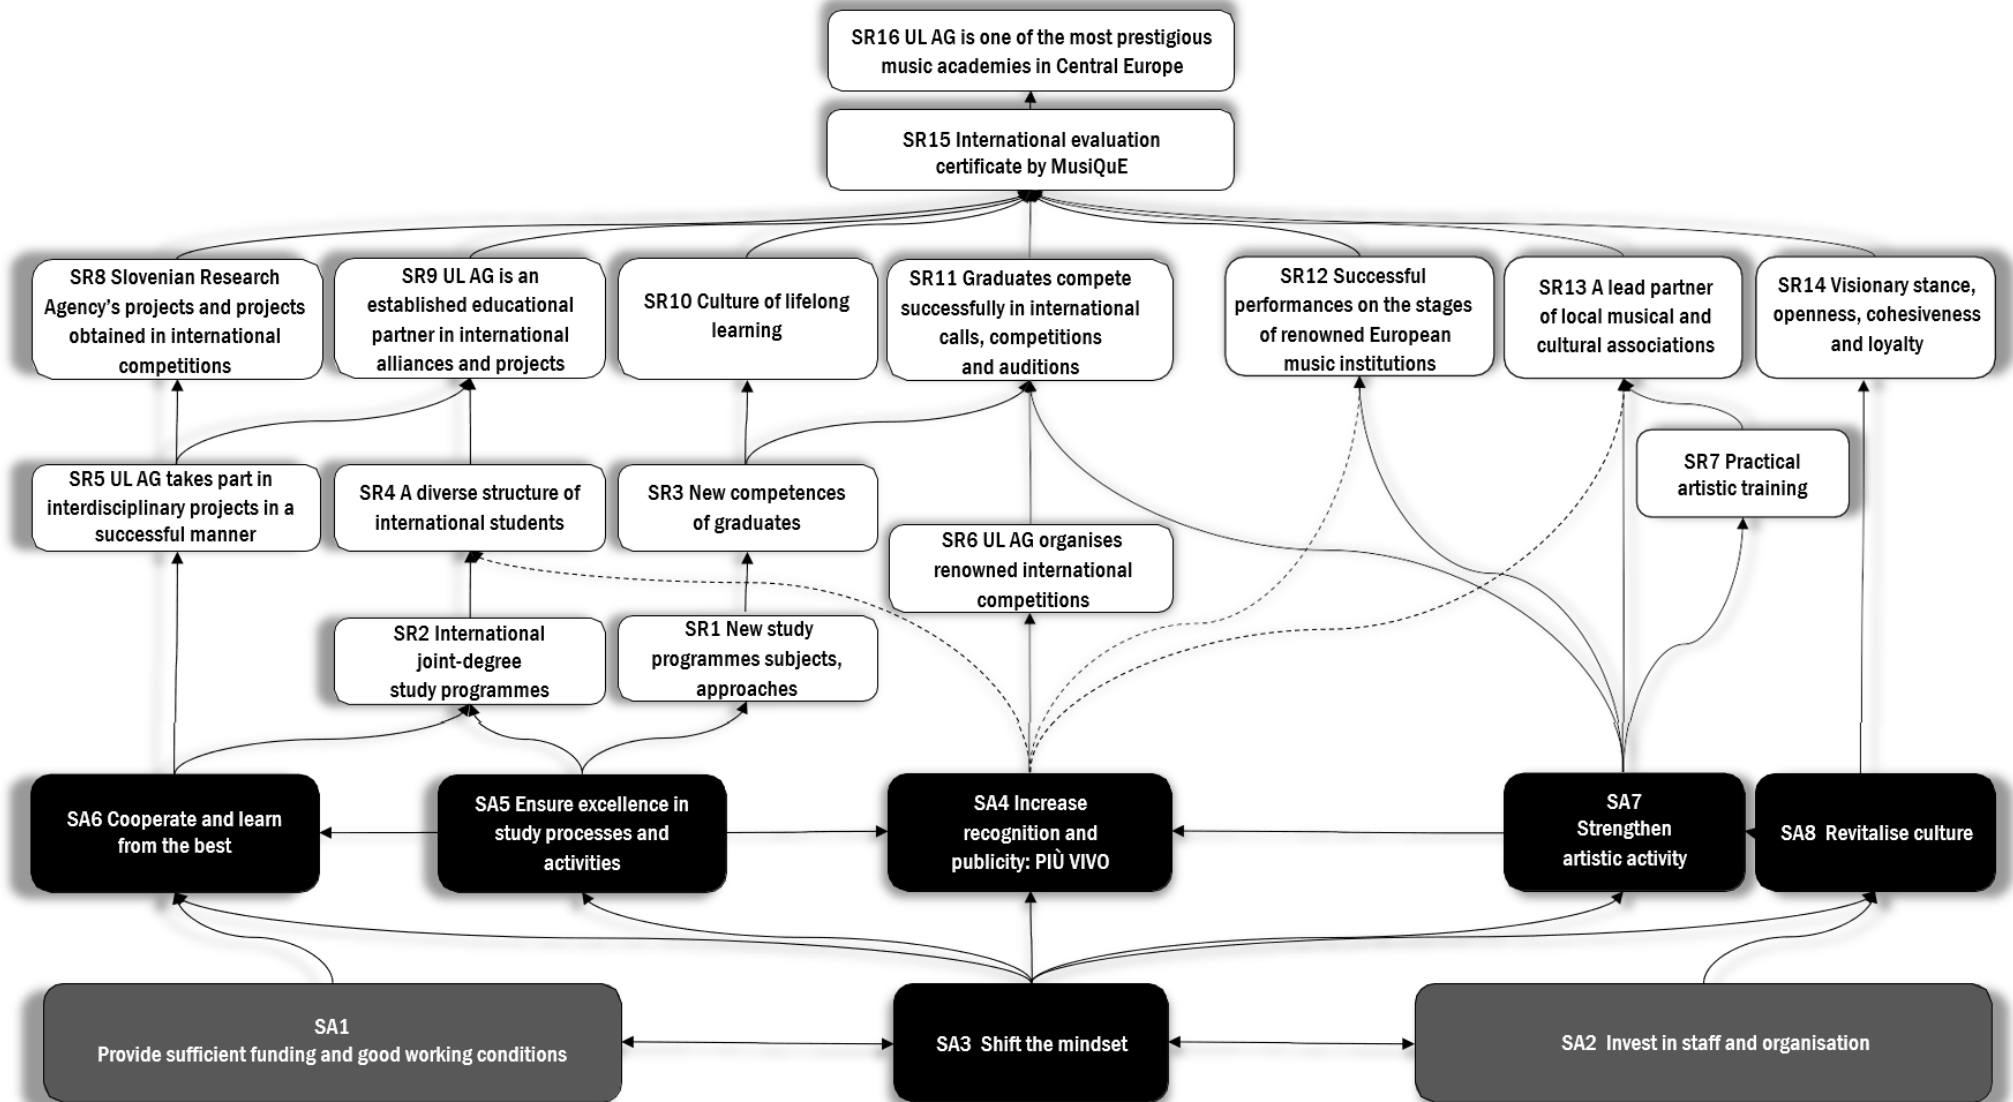 SR16 UL AG is one of the most prestigious
music academies in Central Europe
SR15 International evaluation
certificate by MusiQuE
SR8 Slovenian Research
Agency's projects and projects
obtained in international
competitions
SR9 UL AG is an
established educational
partner in international
alliances and projects
SR10 Culture of lifelong
learning
SR11 Graduates compete
successfully in international
calls, competitions
and auditions
SR12 Successful
performances on the stages
of renowned European
music institutions
SR13 A lead partner
of local musical and
cultural associations
SR14 Visionary stance,
openness, cohesiveness
and loyalty
SR5 UL AG takes part in
interdisciplinary projects in a
successful manner
SR4 A diverse structure of
international students
SR3 New competences
of graduates
SR6 UL AG organises
renowned international
competitions
SR7 Practical
artistic training
SR2 International
joint-degree
study programmes
SR1 New study
programmes subjects,
approaches
SA6 Cooperate and learn
from the best
SA5 Ensure excellence in
study processes and
activities
SA4 Increase
recognition and
publicity: PIÙ VIVO
SA7
Strengthen
artistic activity
SA8 Revitalise culture
SA1
Provide sufficient funding and good working conditions
SA3 Shift the mindset
SA2 Invest in staff and organisation